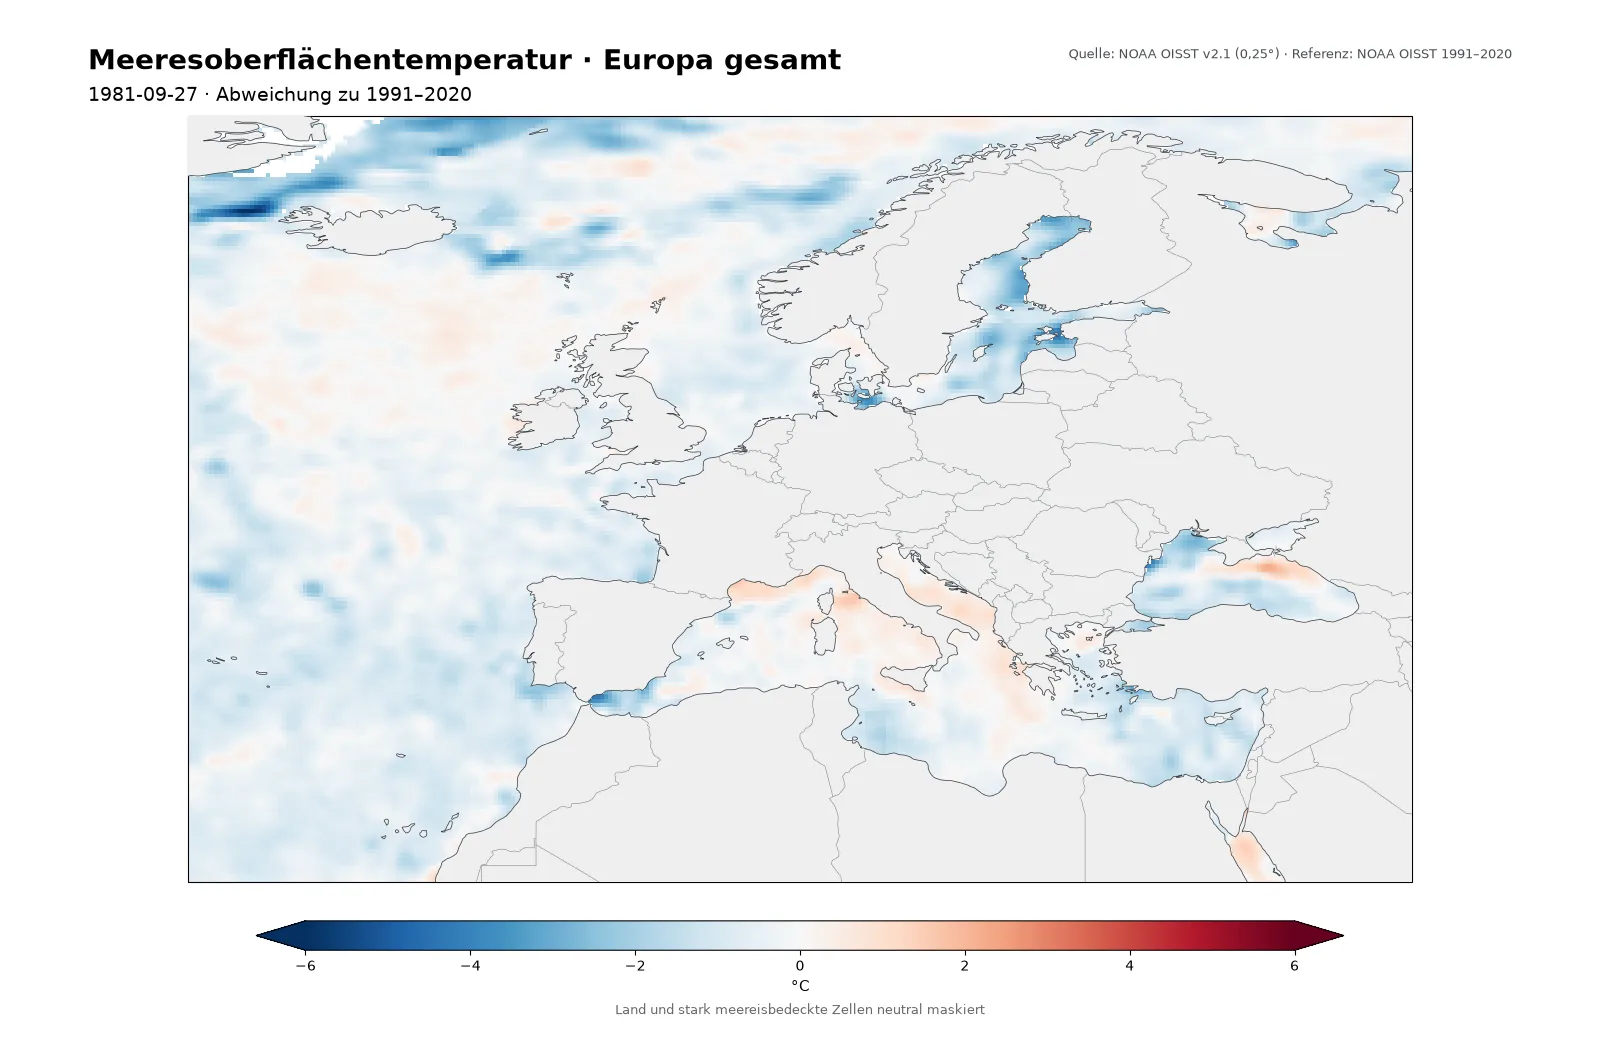 Meeresoberflächentemperatur · Europa gesamt
Quelle: NOAA OISST v2.1 (0,25°) · Referenz: NOAA OISST 1991–2020
1981-09-27 · Abweichung zu 1991–2020
−6 −4 −2 0 2 4 6
°C
Land und stark meereisbedeckte Zellen neutral maskiert